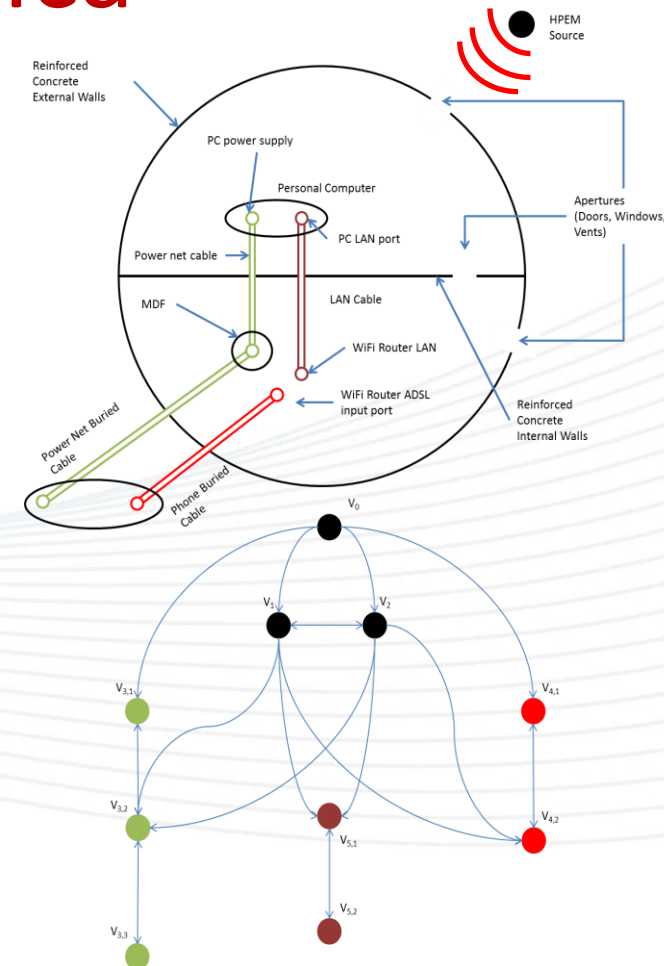 HPEM
Source
Reinforced
Concrete
External Walls
PC power supply
Personal Computer
Apertures
(Doors, Windows,
Vents)
PC LAN port
Power net cable
LAN Cable
MDF
WiFi Router LAN
WiFi Router ADSL
input port
Reinforced
Concrete
Internal Walls
Power Net Buried
Cable
Phone Buried
Cable
V0
V1
V2
V3,1
V4,1
V3,2
V4,2
V5,1
V5,2
V3,3